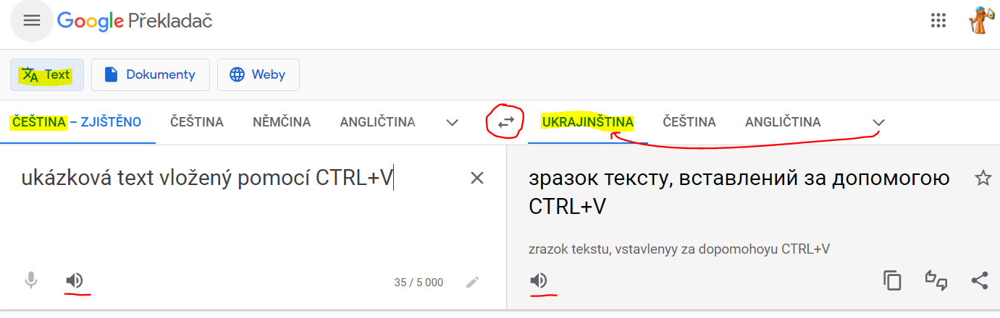 Google Překladač
Text Dokumenty Weby
ČEŠTINA – ZJIŠTĚNO ČEŠTINA NĚMČINA ANGLIČTINA UKRAJINŠTINA ČEŠTINA ANGLIČTINA
ukázková text vložený pomocí CTRL+V
зразок тексту, вставлений за допомогою
CTRL+V
zrazok tekstu, vstavlenyy za dopomohoyu CTRL+V
35 / 5 000